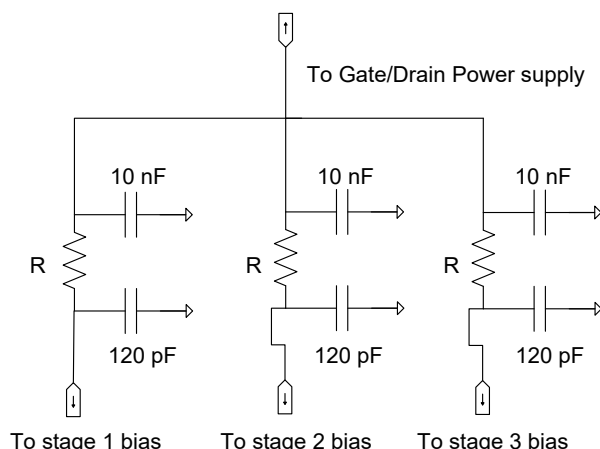 To Gate/Drain Power supply
10 nF 10 nF 10 nF
R R R
120 pF 120 pF 120 pF
To stage 1 bias To stage 2 bias To stage 3 bias